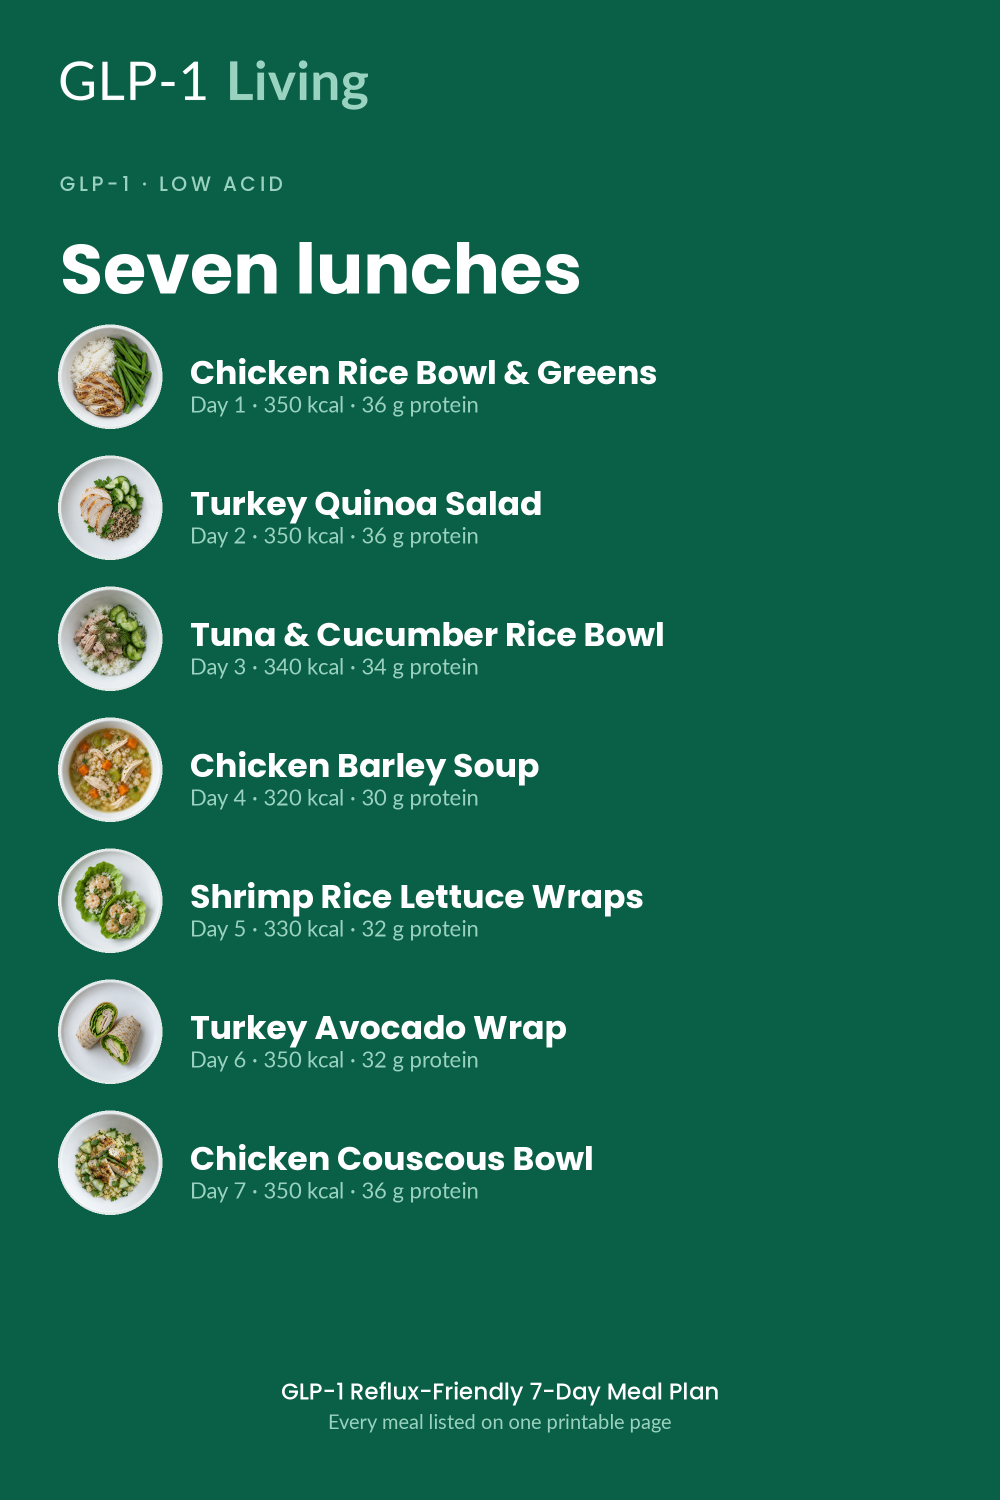 GLP-1 Living
GLP-1 · LOW ACID
Seven lunches
Chicken Rice Bowl & Greens
Day 1 · 350 kcal · 36 g protein
Turkey Quinoa Salad
Day 2 · 350 kcal · 36 g protein
Tuna & Cucumber Rice Bowl
Day 3 · 340 kcal · 34 g protein
Chicken Barley Soup
Day 4 · 320 kcal · 30 g protein
Shrimp Rice Lettuce Wraps
Day 5 · 330 kcal · 32 g protein
Turkey Avocado Wrap
Day 6 · 350 kcal · 32 g protein
Chicken Couscous Bowl
Day 7 · 350 kcal · 36 g protein
GLP-1 Reflux-Friendly 7-Day Meal Plan
Every meal listed on one printable page